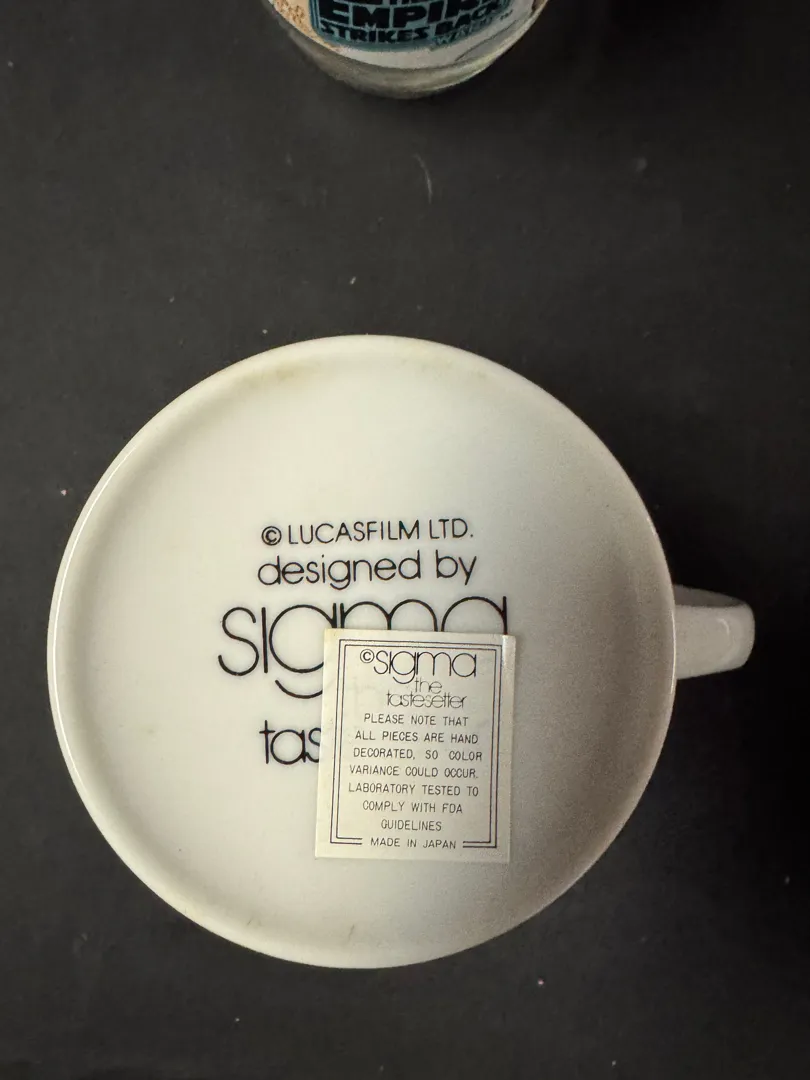 EMPIRE
STRIKES BACK
© LUCASFILM LTD.
designed by
sigma
tas
©sigma
the
tastesetter
PLEASE NOTE THAT
ALL PIECES ARE HAND
DECORATED, SO COLOR
VARIANCE COULD OCCUR.
LABORATORY TESTED TO
COMPLY WITH FDA
GUIDELINES
MADE IN JAPAN